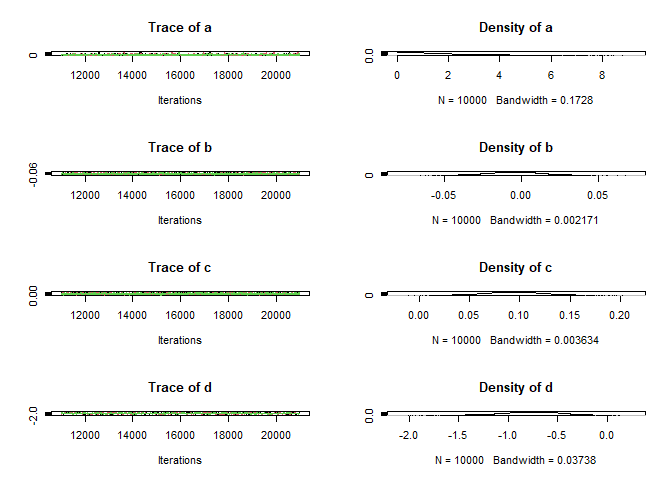 Trace of a
0
12000 14000 16000 18000 20000
Iterations
Density of a
0.0
0 2 4 6 8
N = 10000 Bandwidth = 0.1728
Trace of b
-0.06
12000 14000 16000 18000 20000
Iterations
Density of b
0
-0.05 0.00 0.05
N = 10000 Bandwidth = 0.002171
Trace of c
0.00
12000 14000 16000 18000 20000
Iterations
Density of c
0
0.00 0.05 0.10 0.15 0.20
N = 10000 Bandwidth = 0.003634
Trace of d
-2.0
12000 14000 16000 18000 20000
Iterations
Density of d
0.0
-2.0 -1.5 -1.0 -0.5 0.0
N = 10000 Bandwidth = 0.03738